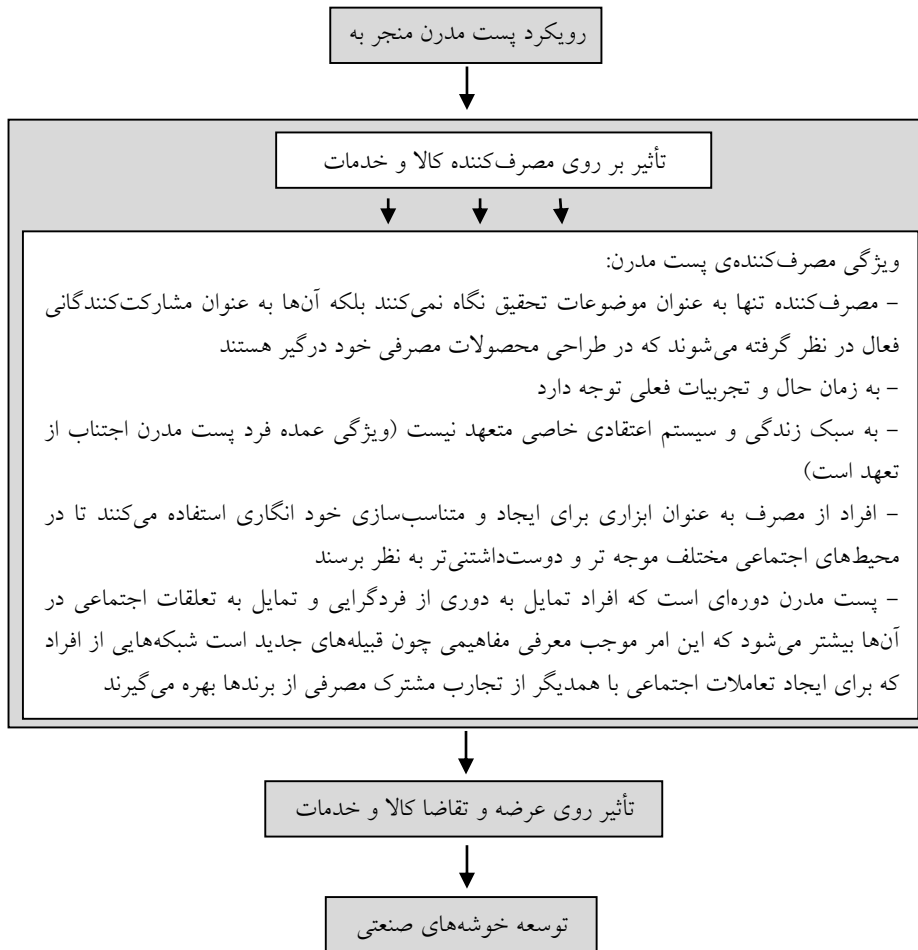 رویکرد پست مدرن منجر به
تأثیر بر روی مصرف‌کننده کالا و خدمات
ویژگی مصرف‌کننده‌ی پست مدرن:
- مصرف‌کننده تنها به عنوان موضوعات تحقیق نگاه نمی‌کنند بلکه آن‌ها به عنوان مشارکت‌کنندگانی
فعال در نظر گرفته می‌شوند که در طراحی محصولات مصرفی خود درگیر هستند
- به زمان حال و تجربیات فعلی توجه دارد
- به سبک زندگی و سیستم اعتقادی خاصی متعهد نیست (ویژگی عمده فرد پست مدرن اجتناب از
تعهد است)
- افراد از مصرف به عنوان ابزاری برای ایجاد و متناسب‌سازی خود انگاری استفاده می‌کنند تا در
محیط‌های اجتماعی مختلف موجه تر و دوست‌داشتنی‌تر به نظر برسند
- پست مدرن دوره‌ای است که افراد تمایل به دوری از فردگرایی و تمایل به تعلقات اجتماعی در
آن‌ها بیشتر می‌شود که این امر موجب معرفی مفاهیمی چون قبیله‌های جدید است شبکه‌هایی از افراد
که برای ایجاد تعاملات اجتماعی با همدیگر از تجارب مشترک مصرفی از برندها بهره می‌گیرند
تأثیر روی عرضه و تقاضا کالا و خدمات
توسعه خوشه‌های صنعتی